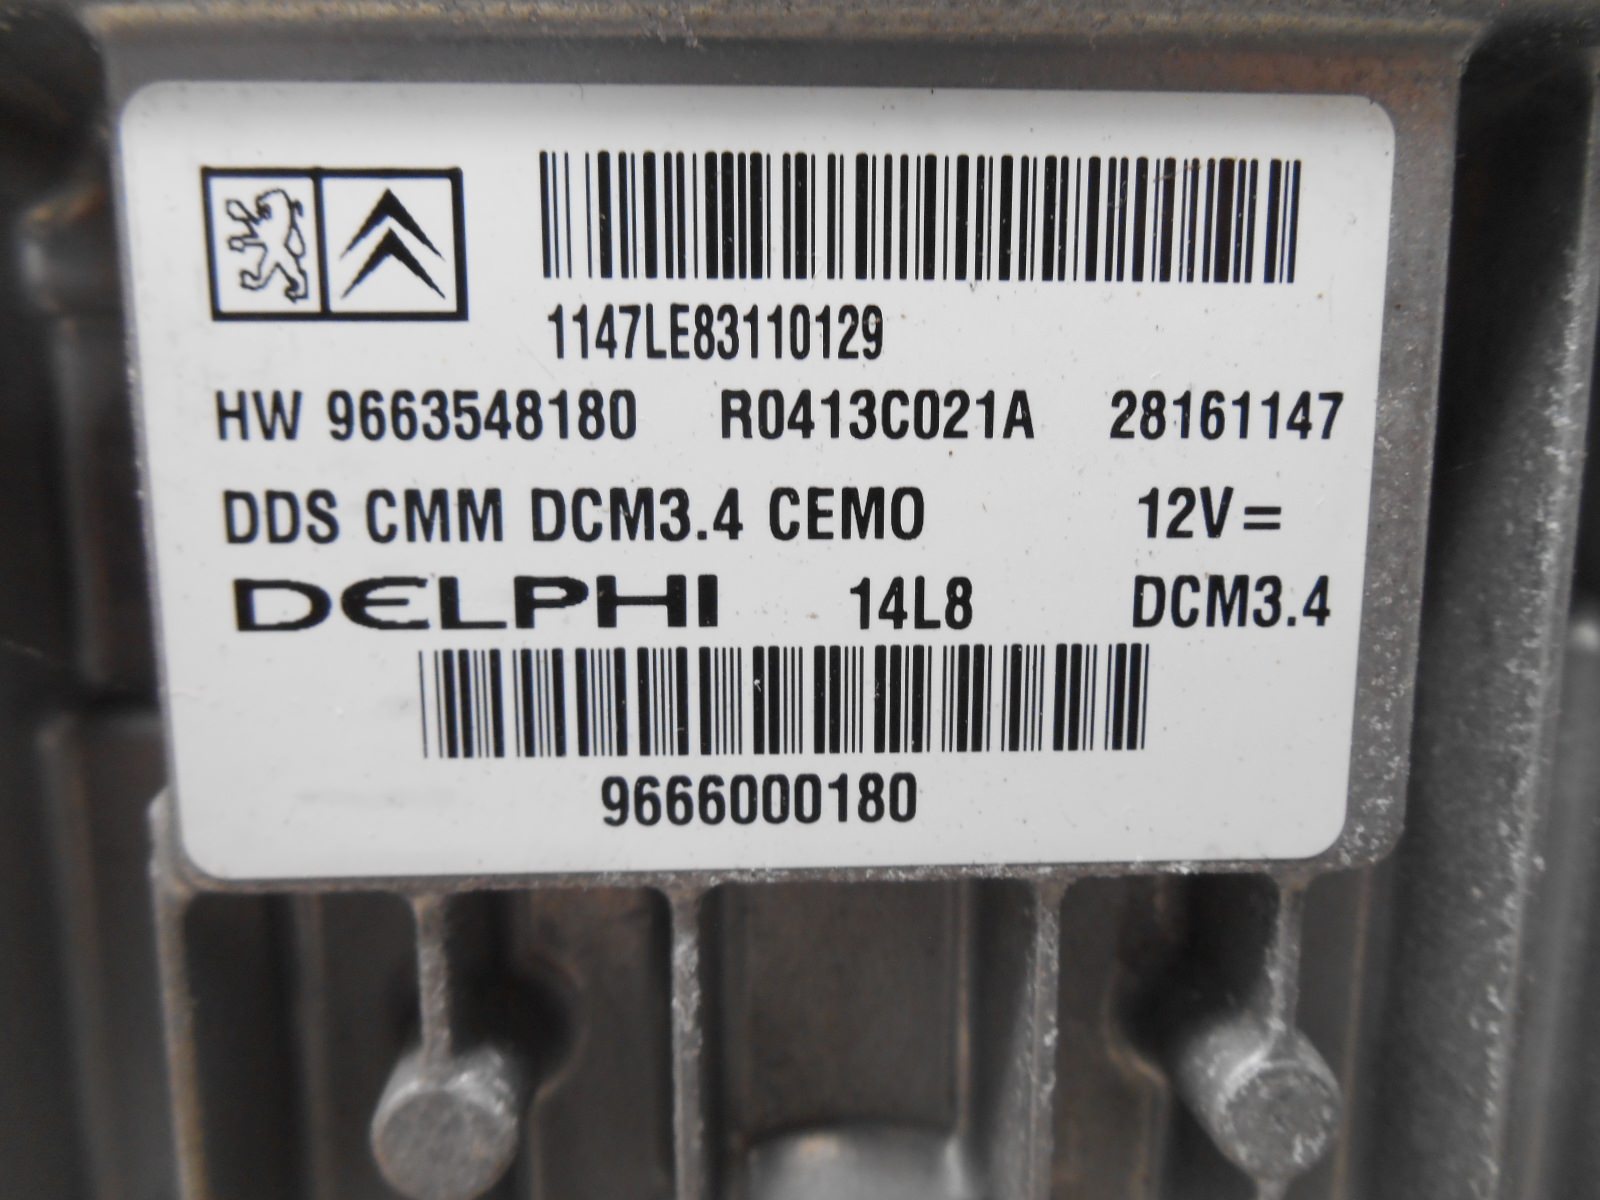 1147LE83110129
HW 9663548180 R0413C021A 28161147
DDS CMM DCM3.4 CEMO 12V=
DELPHI 14L8 DCM3.4
9666000180